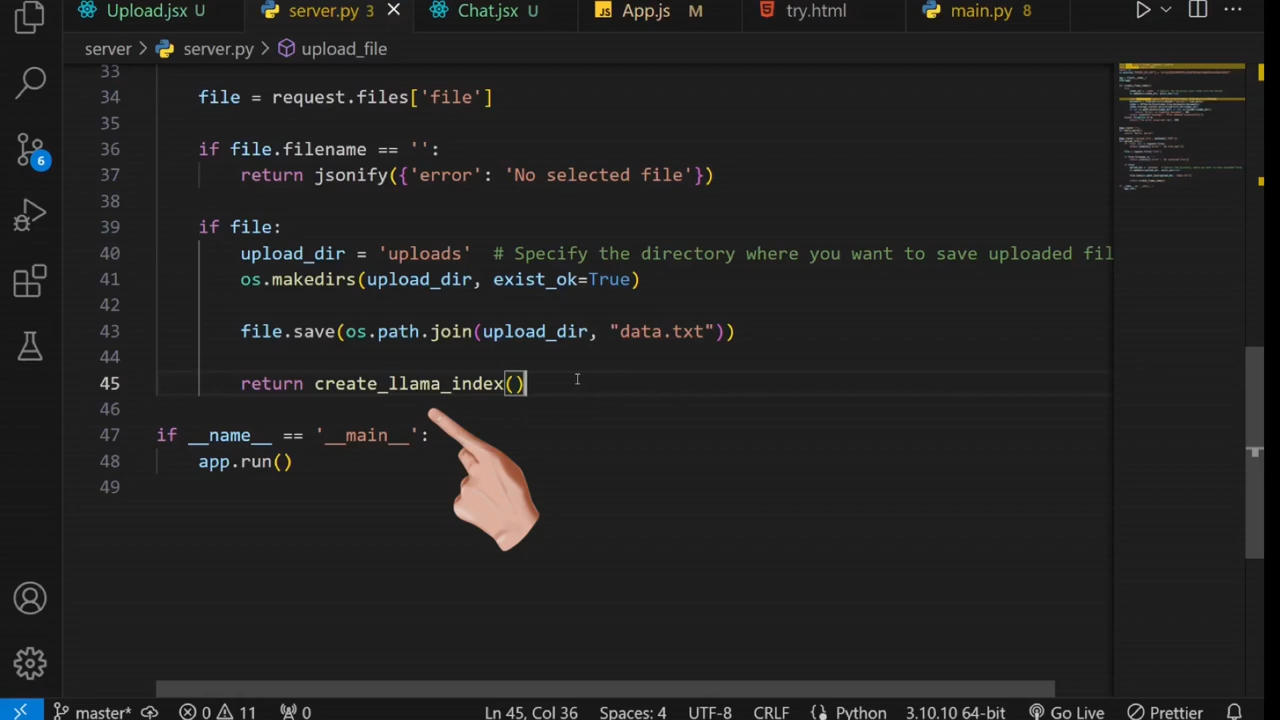 Upload.jsx U
server.py 3
Chat.jsx U
JS App.js M
try.html
main.py 8
server > server.py > upload_file
33
34 file = request.files['file']
35
36 if file.filename == '':
37 return jsonify({'error': 'No selected file'})
38
39 if file:
40 upload_dir = 'uploads' # Specify the directory where you want to save uploaded fil
41 os.makedirs(upload_dir, exist_ok=True)
42
43 file.save(os.path.join(upload_dir, "data.txt"))
44
45 return create_llama_index()
46
47 if __name__ == '__main__':
48 app.run()
49
6
master* 0 11 0 Ln 45, Col 36 Spaces: 4 UTF-8 CRLF Python 3.10.10 64-bit Go Live Prettier